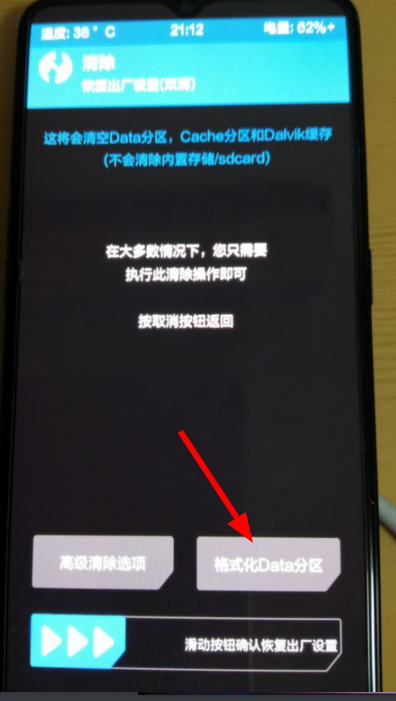 温度: 38 ° C 21:12 电量: 62%+
清除
恢复出厂设置(双清)
这将会清空Data分区，Cache分区和Dalvik缓存
(不会清除内置存储/sdcard)
在大多数情况下，您只需要
执行此清除操作即可
按取消按钮返回
高级清除选项 格式化Data分区
滑动按钮确认恢复出厂设置